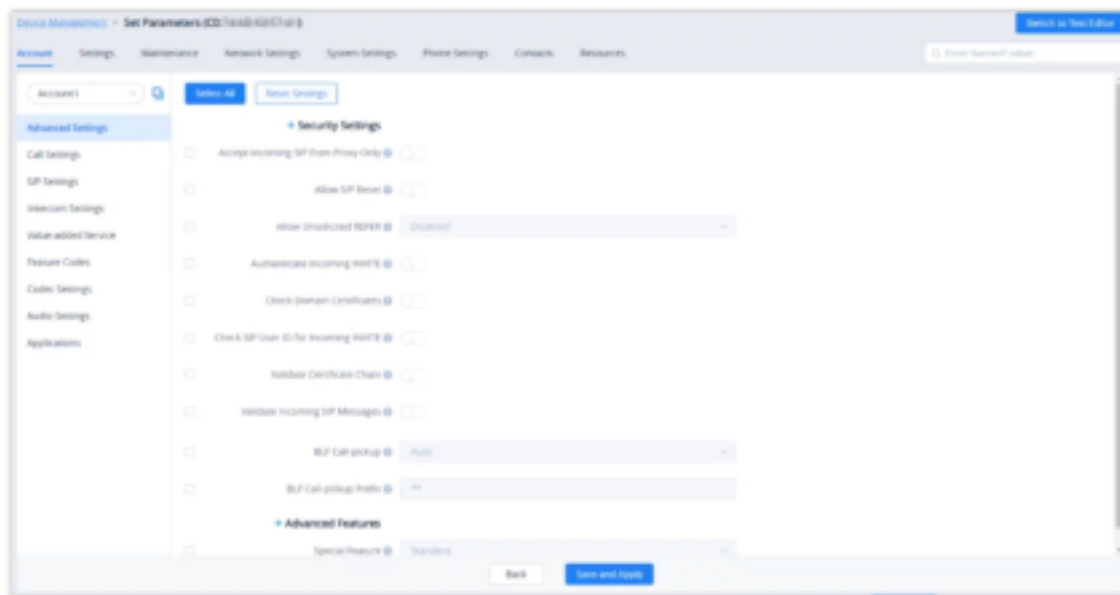 Device Management > Set Parameters (C0:
Switch to Text Editor
Account Settings Maintenance Network Settings System Settings Phone Settings Contacts Resources
Enter Name/P value
Account1
Select All Reset Settings
Advanced Settings
Call Settings
SIP Settings
Intercom Settings
Value-added Service
Feature Codes
Codec Settings
Audio Settings
Applications
Security Settings
Accept Incoming SIP from Proxy Only
Allow SIP Reset
Allow Unsolicited REFER Disabled
Authenticate Incoming INVITE
Check Domain Certificates
Check SIP User ID for Incoming INVITE
Validate Certificate Chain
Validate Incoming SIP Messages
BLF Call-pickup Auto
BLF Call-pickup Prefix **
Advanced Features
Special Feature Standard
Back Save and Apply